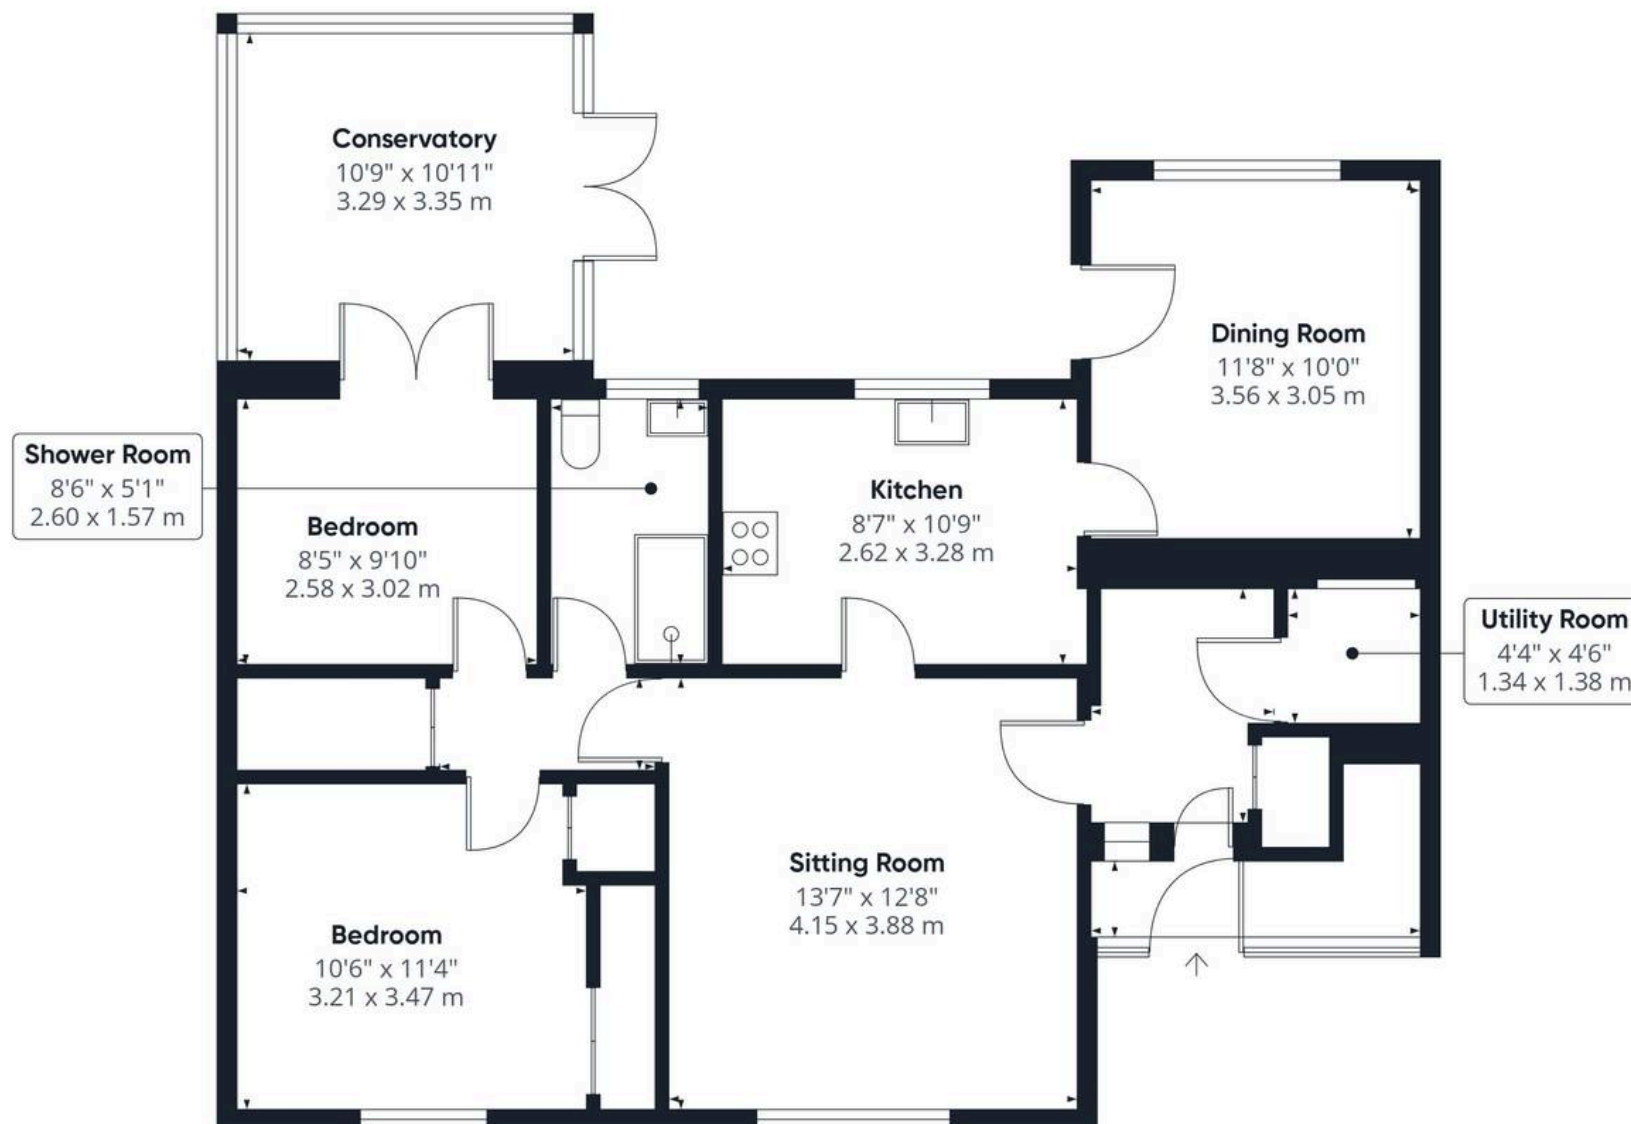 Conservatory
10'9" x 10'11"
3.29 x 3.35 m
Dining Room
11'8" x 10'0"
3.56 x 3.05 m
Shower Room
8'6" x 5'1"
2.60 x 1.57 m
Bedroom
8'5" x 9'10"
2.58 x 3.02 m
Kitchen
8'7" x 10'9"
2.62 x 3.28 m
Utility Room
4'4" x 4'6"
1.34 x 1.38 m
Sitting Room
13'7" x 12'8"
4.15 x 3.88 m
Bedroom
10'6" x 11'4"
3.21 x 3.47 m